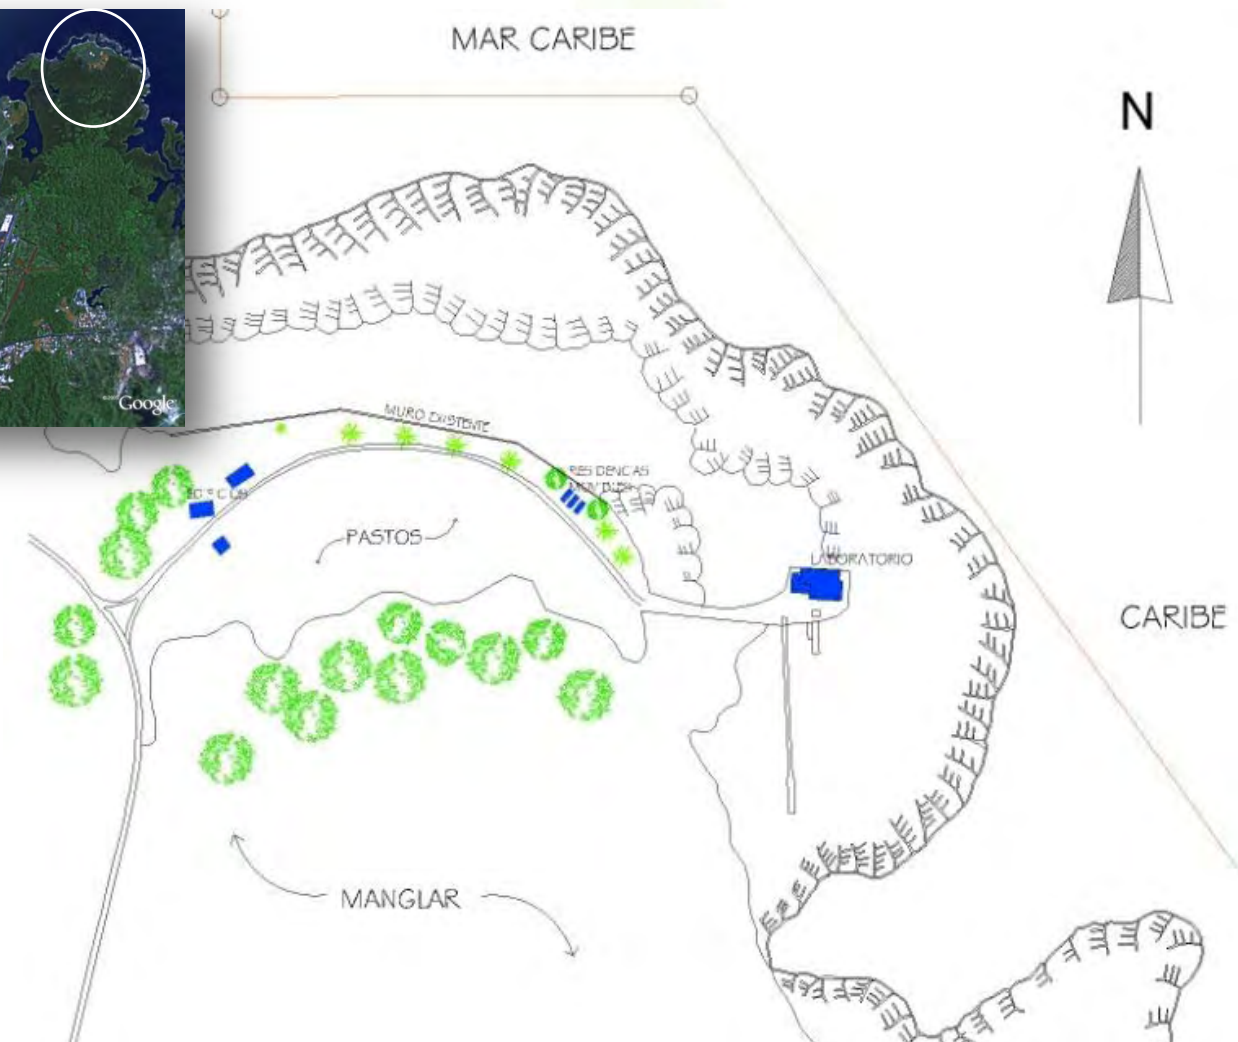 MAR CARIBE
N
Google
MURO EXISTENTE
LABORATORIO
PASTOS
CARIBE
MANGLAR